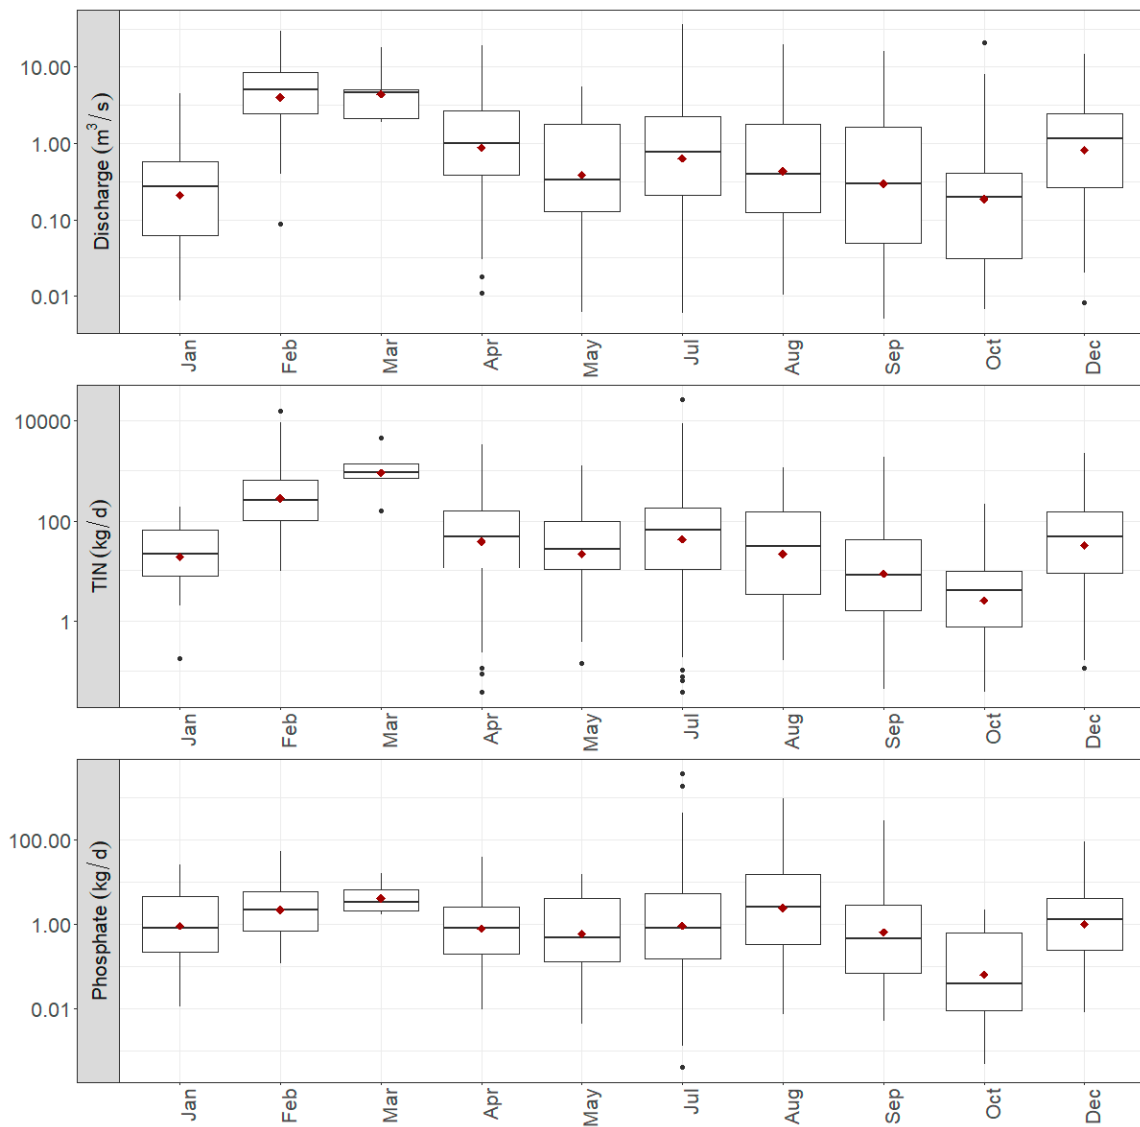 Discharge (m³/s)
10.00
1.00
0.10
0.01
Jan Feb Mar Apr May Jul Aug Sep Oct Dec
TIN (kg/d)
10000
100
1
Jan Feb Mar Apr May Jul Aug Sep Oct Dec
Phosphate (kg/d)
100.00
1.00
0.01
Jan Feb Mar Apr May Jul Aug Sep Oct Dec